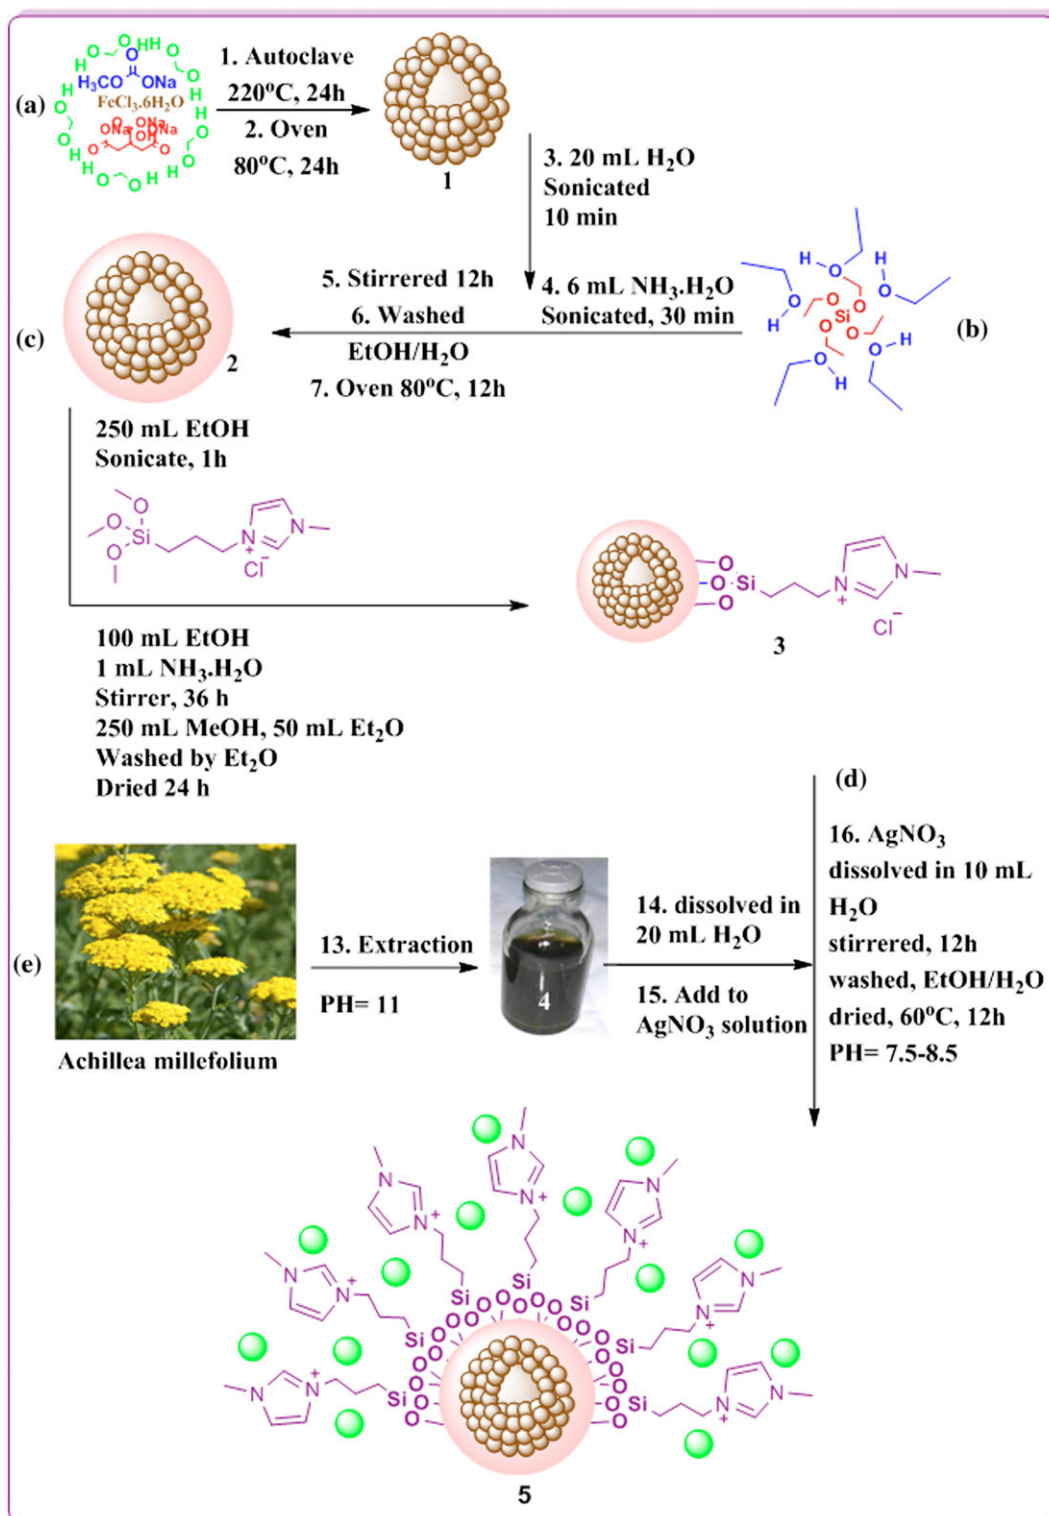 (a)
H₃CO
O
ONa
FeCl₃.6H₂O
1. Autoclave
220°C, 24h
2. Oven
80°C, 24h
1
3. 20 mL H₂O
Sonicated
10 min
(c)
2
5. Stirrered 12h
6. Washed
EtOH/H₂O
7. Oven 80°C, 12h
4. 6 mL NH₃.H₂O
Sonicated, 30 min
Si
(b)
250 mL EtOH
Sonicate, 1h
O
O
Si
O
N
+
N
Cl⁻
100 mL EtOH
1 mL NH₃.H₂O
Stirrer, 36 h
250 mL MeOH, 50 mL Et₂O
Washed by Et₂O
Dried 24 h
O
O
Si
O
N
+
N
Cl⁻
3
(d)
(e)
Achillea millefolium
13. Extraction
PH= 11
4
14. dissolved in
20 mL H₂O
15. Add to
AgNO₃ solution
16. AgNO₃
dissolved in 10 mL
H₂O
stirrered, 12h
washed, EtOH/H₂O
dried, 60°C, 12h
PH= 7.5-8.5
5